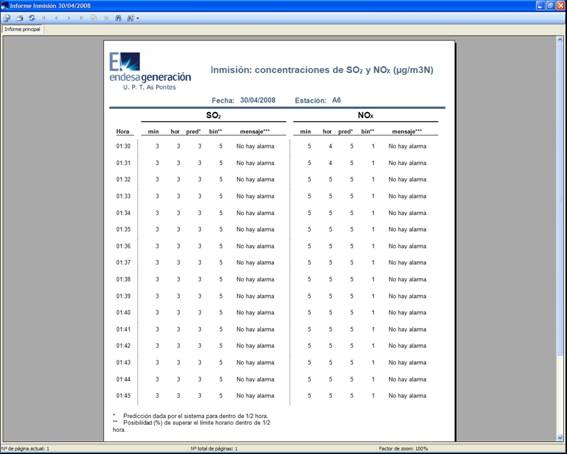 Informe Inmisión 30/04/2008
Informe principal
Endesa
endesageneración
U. P. T. As Pontes
Inmisión: concentraciones de SO₂ y NOx (µg/m3N)
Fecha: 30/04/2008 Estación: A6
SO₂ NOx
Hora min hor pred* bin** mensaje*** min hor pred* bin** mensaje***
01:30 3 3 3 5 No hay alarma 5 4 5 1 No hay alarma
01:31 3 3 3 5 No hay alarma 5 4 5 1 No hay alarma
01:32 3 3 3 5 No hay alarma 5 5 5 1 No hay alarma
01:33 3 3 3 5 No hay alarma 5 5 5 1 No hay alarma
01:34 3 3 3 5 No hay alarma 5 5 5 1 No hay alarma
01:35 3 3 3 5 No hay alarma 5 5 5 1 No hay alarma
01:36 3 3 3 5 No hay alarma 5 5 5 1 No hay alarma
01:37 3 3 3 5 No hay alarma 5 5 5 1 No hay alarma
01:38 3 3 3 5 No hay alarma 5 5 5 1 No hay alarma
01:39 3 3 3 5 No hay alarma 5 5 5 1 No hay alarma
01:40 3 3 3 5 No hay alarma 5 5 5 1 No hay alarma
01:41 3 3 3 5 No hay alarma 5 5 5 1 No hay alarma
01:42 3 3 3 5 No hay alarma 5 5 5 1 No hay alarma
01:43 3 3 3 5 No hay alarma 5 5 5 1 No hay alarma
01:44 3 3 3 5 No hay alarma 5 5 5 1 No hay alarma
01:45 3 3 3 5 No hay alarma 5 5 5 1 No hay alarma
* Predicción dada por el sistema para dentro de 1/2 hora.
** Posibilidad (%) de superar el límite horario dentro de 1/2
hora.
Nº de página actual: 1 Nº total de páginas: 1 Factor de zoom: 100%